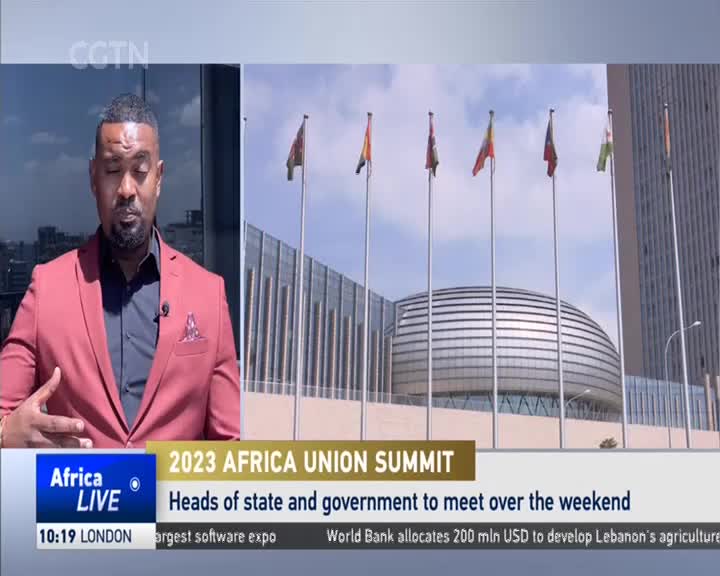 CGTN
2023 AFRICA UNION SUMMIT
Africa
LIVE
Heads of state and government to meet over the weekend
10:19 LONDON
argest software expo World Bank allocates 200 mln USD to develop Lebanon's agriculture